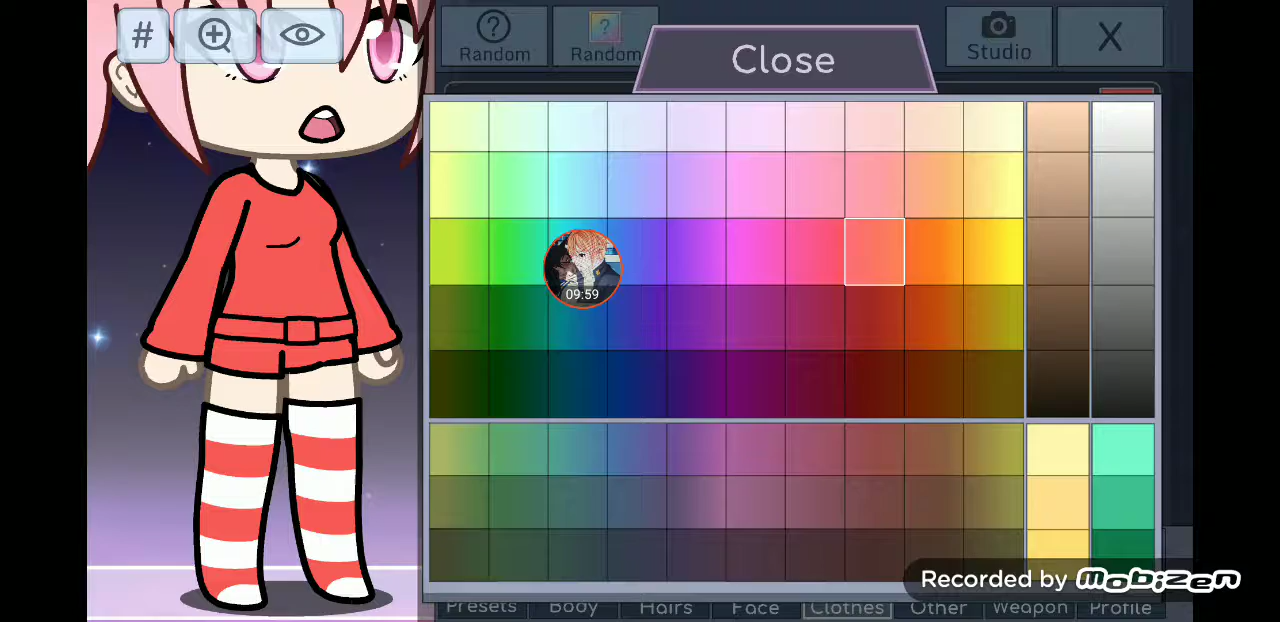 #
? ?
Random Random Close Studio X
09:59
Recorded by mobizen
Presets Body Hairs Face Clothes Other Weapon Profile